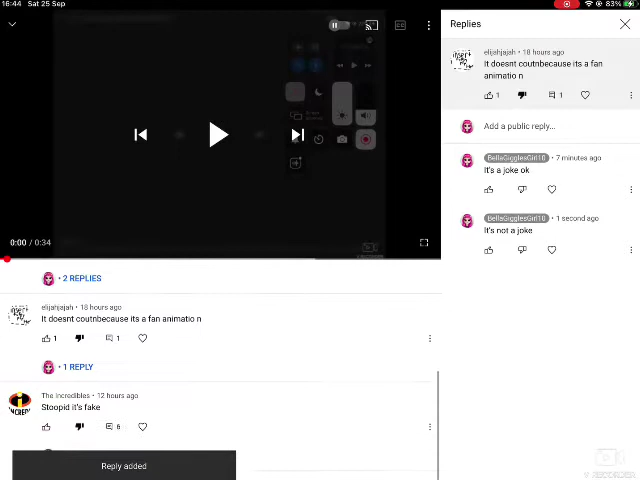 16:44 Sat 25 Sep
83%
0:00 / 0:34
2 REPLIES
elijahjajah • 18 hours ago
It doesnt coutnbecause its a fan animatio n
1
1
1 REPLY
The Incredibles • 12 hours ago
Stoopid it's fake
6
Reply added
Replies
elijahjajah • 18 hours ago
It doesnt coutnbecause its a fan
animatio n
1
1
Add a public reply...
BellaGigglesGirl10 • 7 minutes ago
It's a joke ok
BellaGigglesGirl10 • 1 second ago
It's not a joke
RECORDER